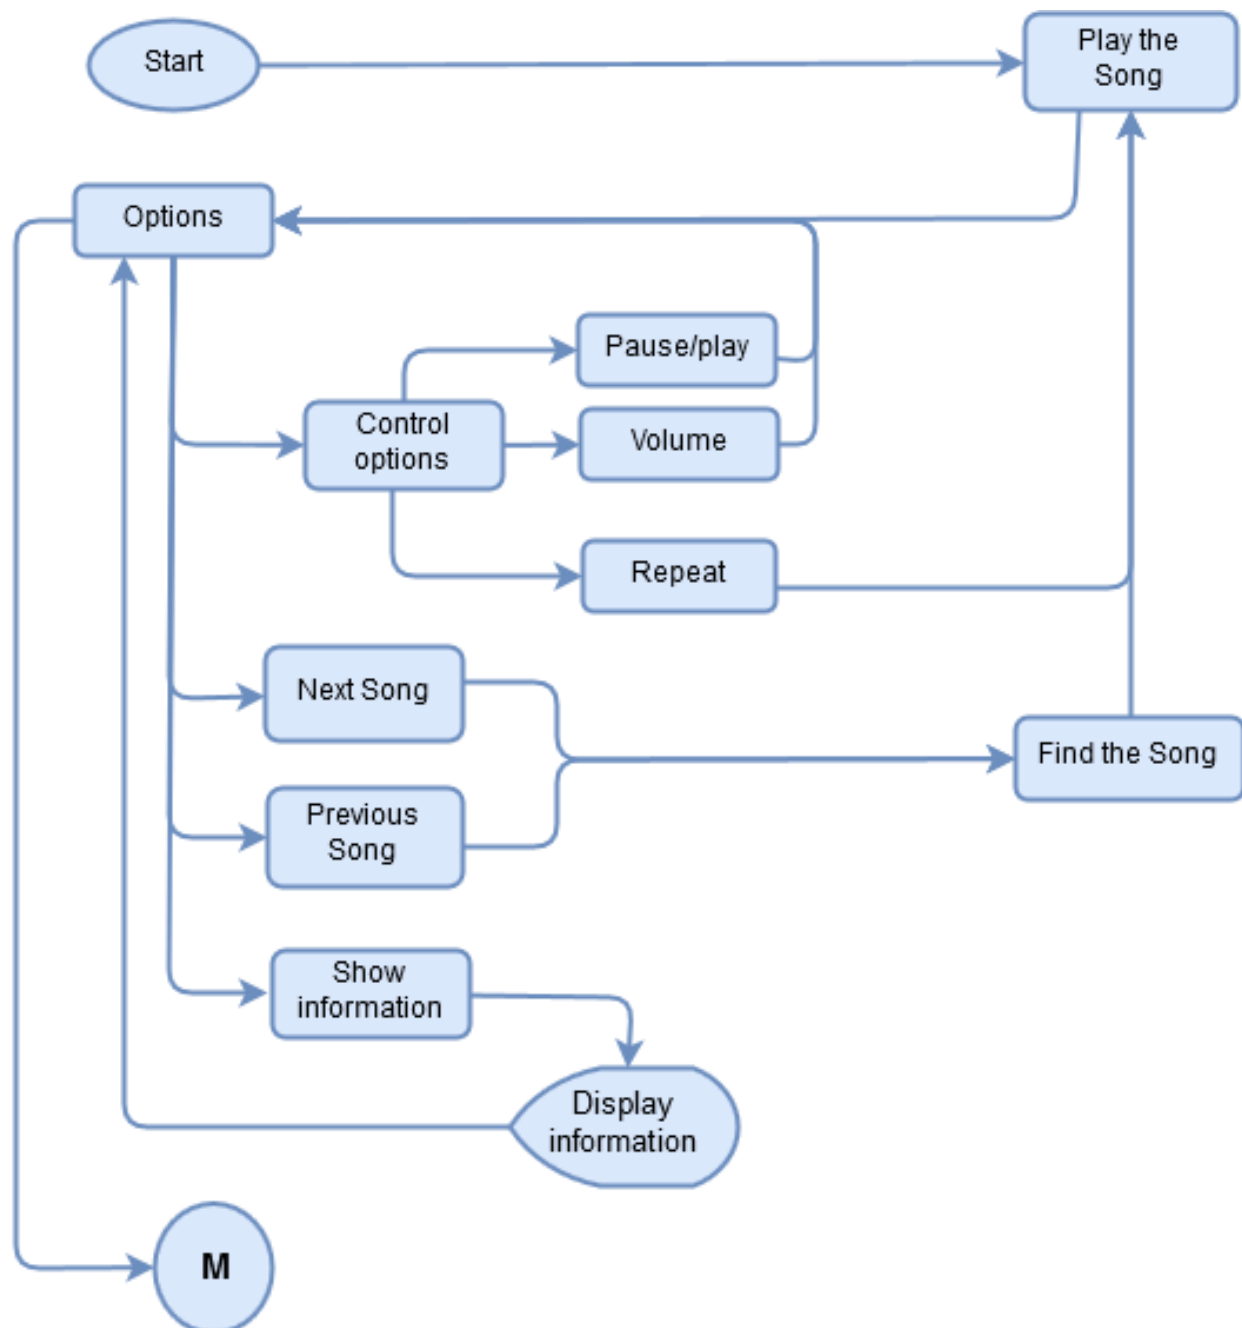 Start
Play the
Song
Options
Pause/play
Control
options
Volume
Repeat
Next Song
Find the Song
Previous
Song
Show
information
Display
information
M